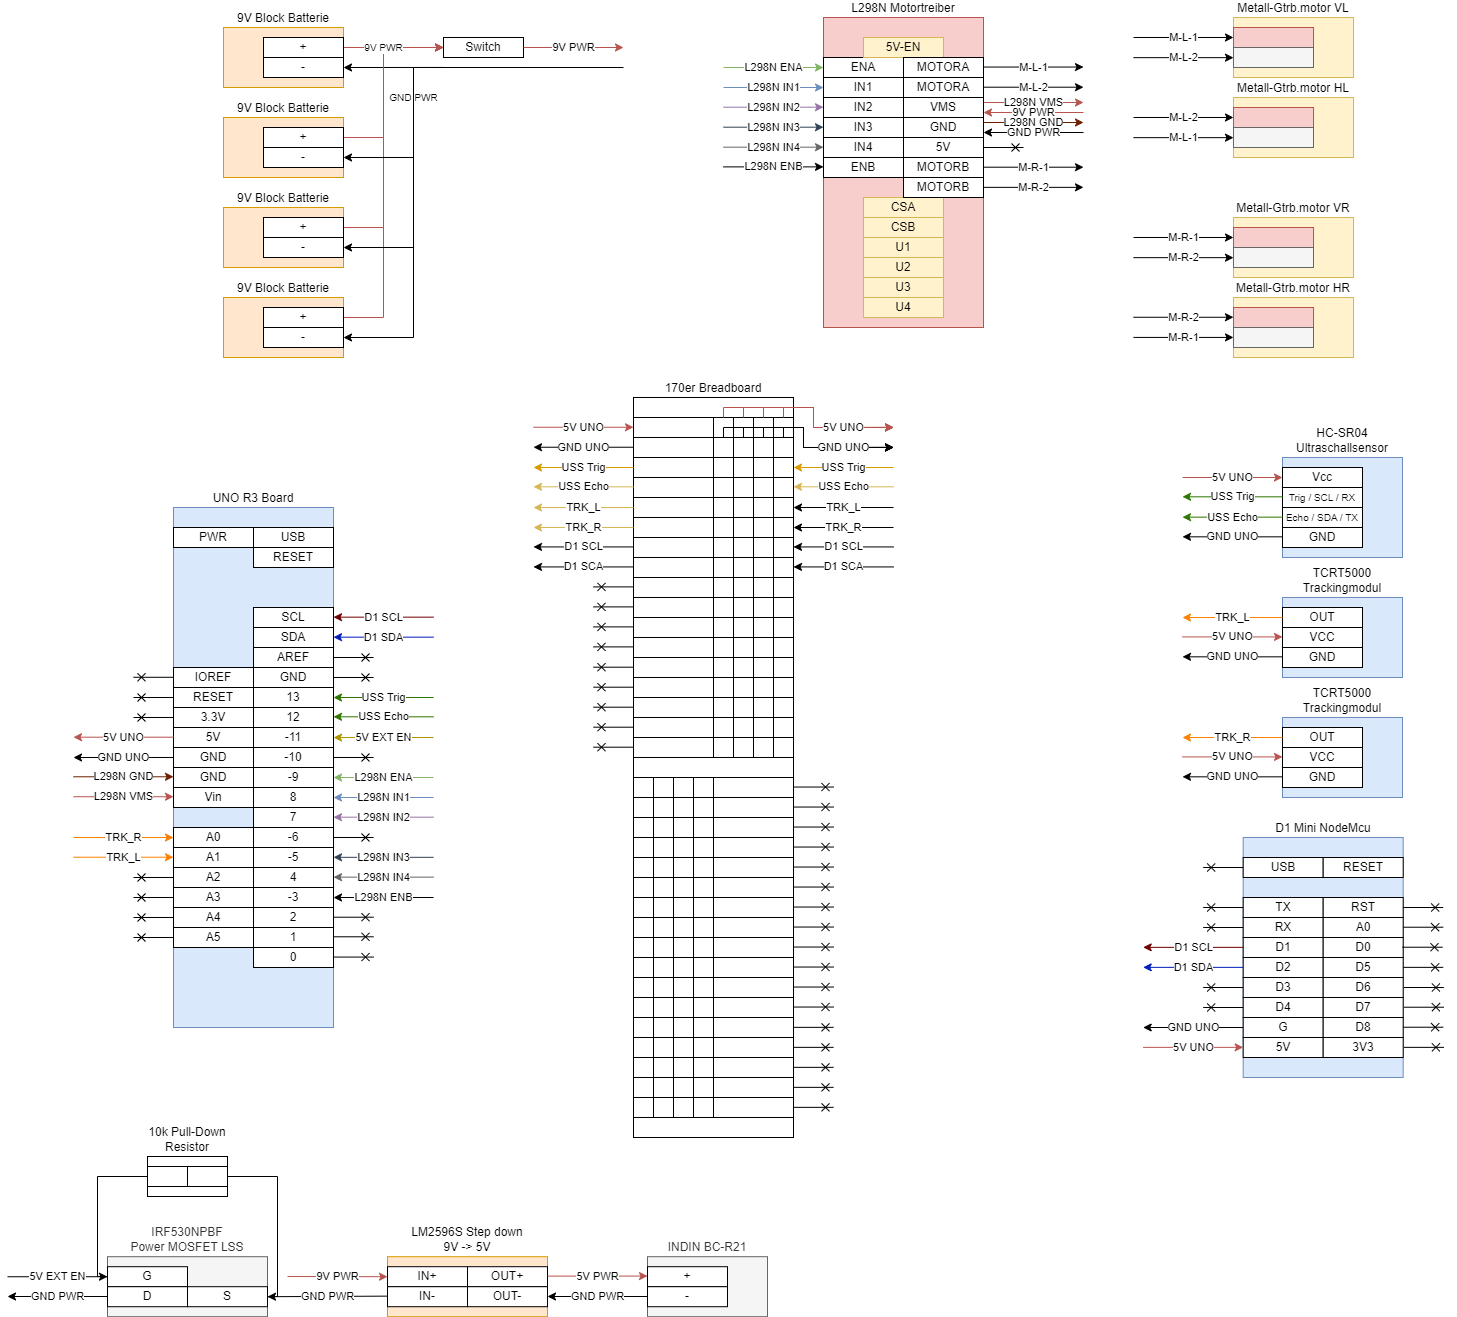 9V Block Batterie
+
-
9V PWR
Switch
9V PWR
GND PWR
9V Block Batterie
+
-
9V Block Batterie
+
-
9V Block Batterie
+
-
L298N Motortreiber
5V-EN
L298N ENA
ENA
MOTORA
M-L-1
L298N IN1
IN1
MOTORA
M-L-2
L298N IN2
IN2
VMS
L298N VMS
9V PWR
L298N IN3
IN3
GND
L298N GND
GND PWR
L298N IN4
IN4
5V
L298N ENB
ENB
MOTORB
M-R-1
MOTORB
M-R-2
CSA
CSB
U1
U2
U3
U4
Metall-Gtrb.motor VL
M-L-1
M-L-2
Metall-Gtrb.motor HL
M-L-2
M-L-1
Metall-Gtrb.motor VR
M-R-1
M-R-2
Metall-Gtrb.motor HR
M-R-2
M-R-1
170er Breadboard
5V UNO
5V UNO
GND UNO
GND UNO
USS Trig
USS Trig
USS Echo
USS Echo
TRK_L
TRK_L
TRK_R
TRK_R
D1 SCL
D1 SCL
D1 SCA
D1 SCA
UNO R3 Board
PWR
USB
RESET
SCL
D1 SCL
SDA
D1 SDA
AREF
IOREF
GND
RESET
13
USS Trig
3.3V
12
USS Echo
5V UNO
5V
-11
5V EXT EN
GND UNO
GND
-10
L298N GND
GND
-9
L298N ENA
L298N VMS
Vin
8
L298N IN1
7
L298N IN2
TRK_R
A0
-6
TRK_L
A1
-5
L298N IN3
A2
4
L298N IN4
A3
-3
L298N ENB
A4
2
A5
1
0
HC-SR04
Ultraschallsensor
5V UNO
Vcc
USS Trig
Trig / SCL / RX
USS Echo
Echo / SDA / TX
GND UNO
GND
TCRT5000
Trackingmodul
TRK_L
OUT
5V UNO
VCC
GND UNO
GND
TCRT5000
Trackingmodul
TRK_R
OUT
5V UNO
VCC
GND UNO
GND
D1 Mini NodeMcu
USB
RESET
TX
RST
RX
A0
D1 SCL
D1
D0
D1 SDA
D2
D5
D3
D6
D4
D7
GND UNO
G
D8
5V UNO
5V
3V3
10k Pull-Down
Resistor
IRF530NPBF
Power MOSFET LSS
5V EXT EN
G
GND PWR
D
S
LM2596S Step down
9V -> 5V
9V PWR
IN+
OUT+
5V PWR
GND PWR
IN-
OUT-
GND PWR
INDIN BC-R21
+
-